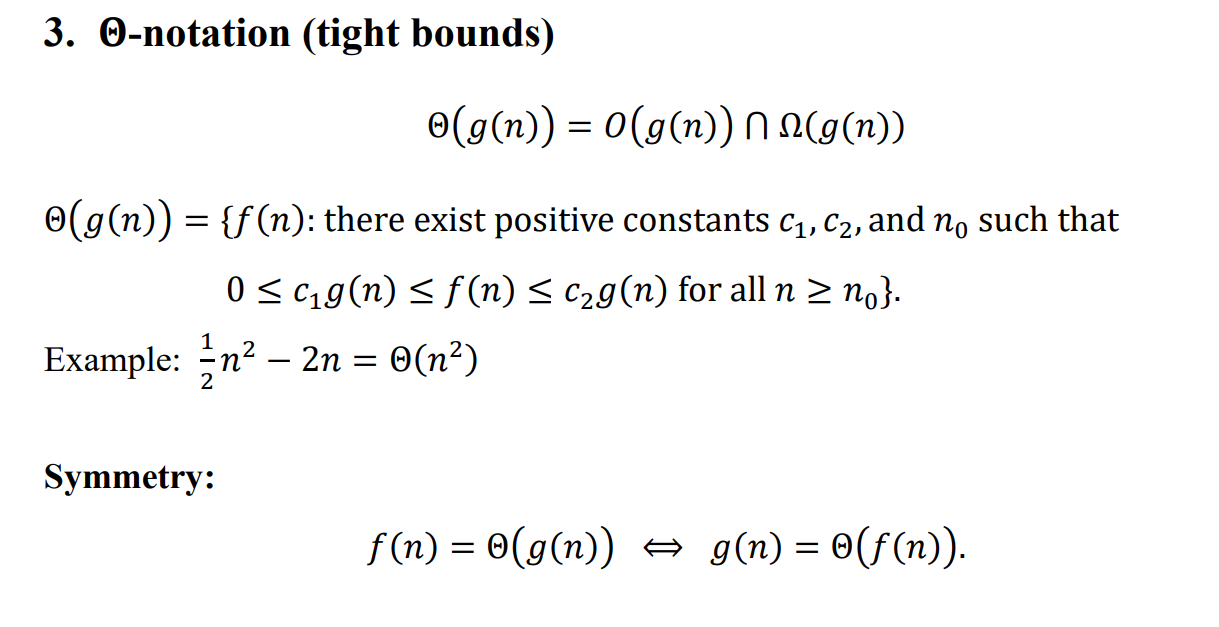 3. Θ-notation (tight bounds)
Θ(g(n)) = O(g(n)) ⋂ Ω(g(n))
Θ(g(n)) = {f(n): there exist positive constants c₁, c₂, and n₀ such that
0 ≤ c₁g(n) ≤ f(n) ≤ c₂g(n) for all n ≥ n₀}.
Example: ½n² − 2n = Θ(n²)
Symmetry:
f(n) = Θ(g(n)) ⇔ g(n) = Θ(f(n)).